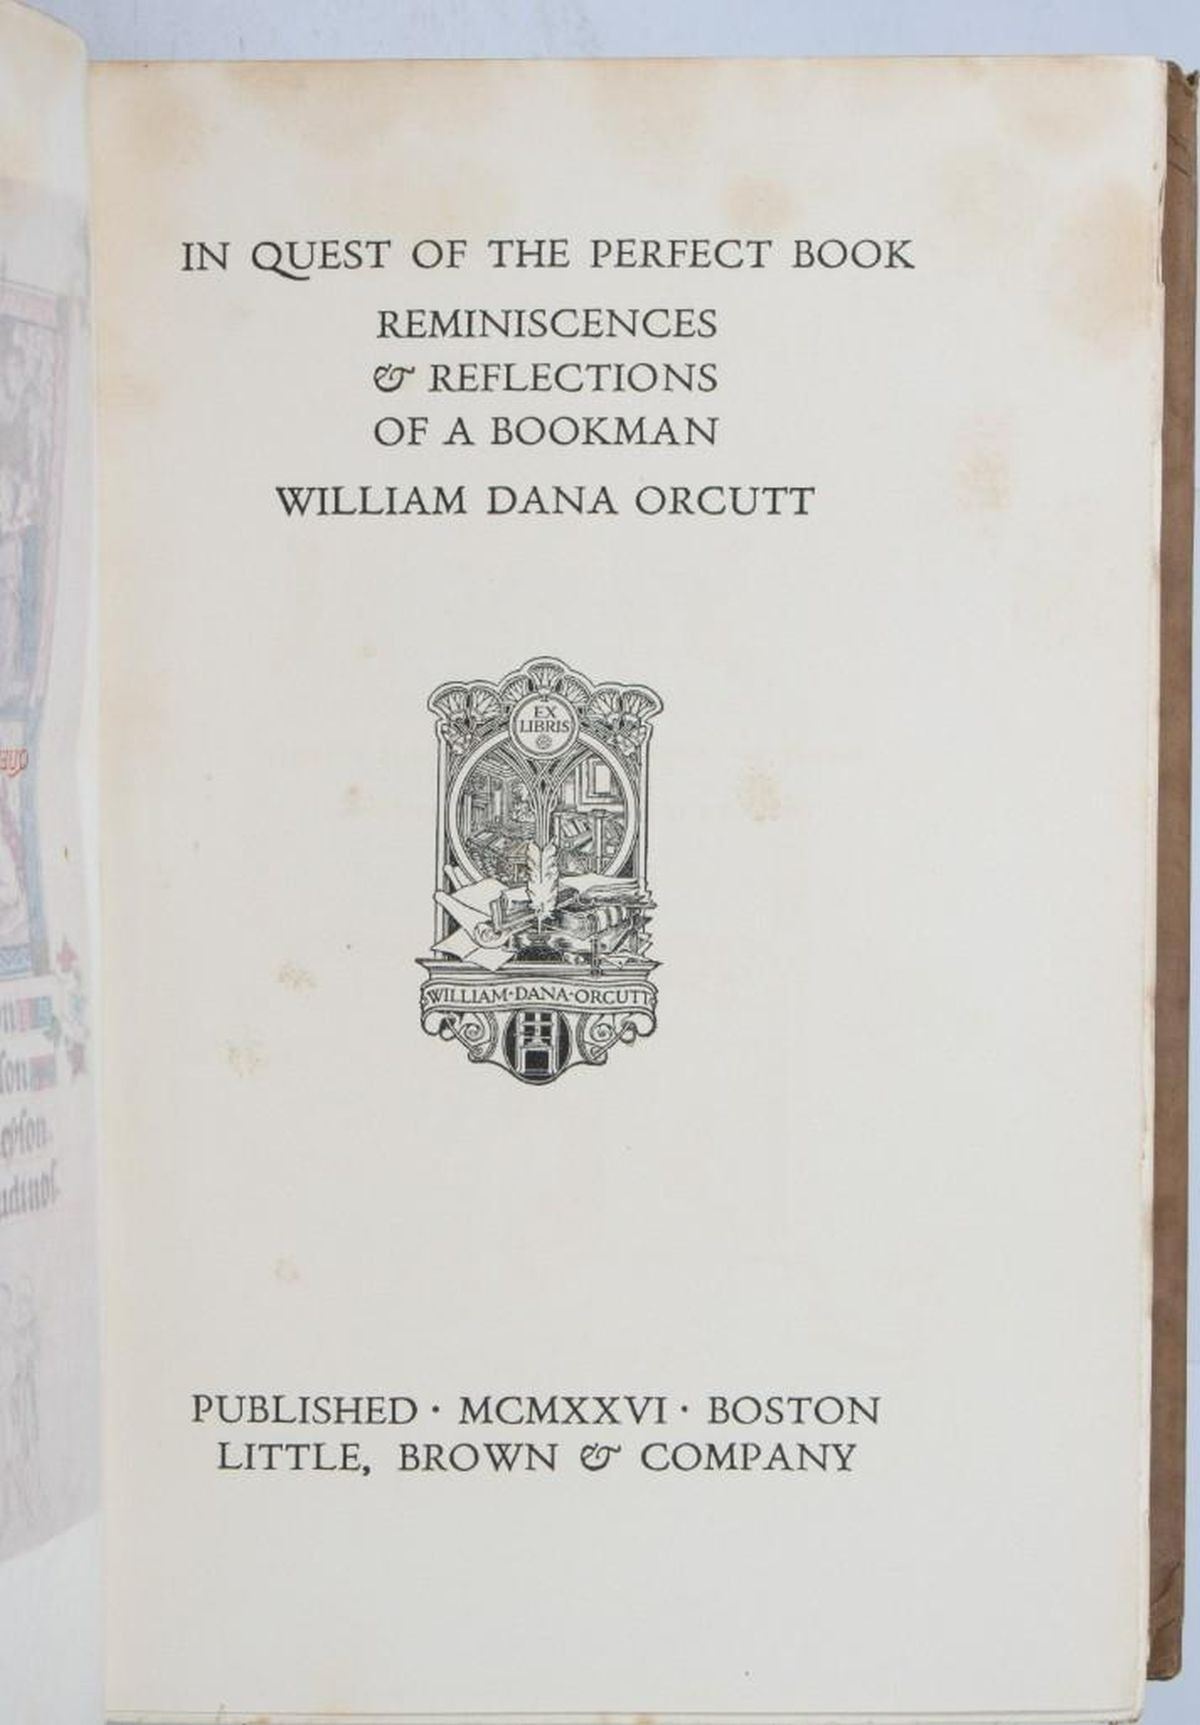 IN QUEST OF THE PERFECT BOOK
REMINISCENCES
& REFLECTIONS
OF A BOOKMAN
WILLIAM DANA ORCUTT
EX
LIBRIS
WILLIAM·DANA·ORCUTT
PUBLISHED · MCMXXVI · BOSTON
LITTLE, BROWN & COMPANY